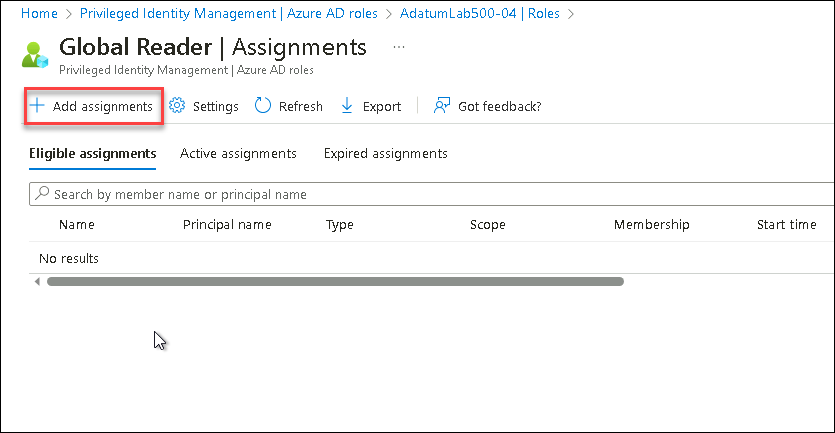 Home > Privileged Identity Management | Azure AD roles > AdatumLab500-04 | Roles >
Global Reader | Assignments ...
Privileged Identity Management | Azure AD roles
+ Add assignments Settings Refresh Export Got feedback?
Eligible assignments Active assignments Expired assignments
Search by member name or principal name
Name Principal name Type Scope Membership Start time
No results